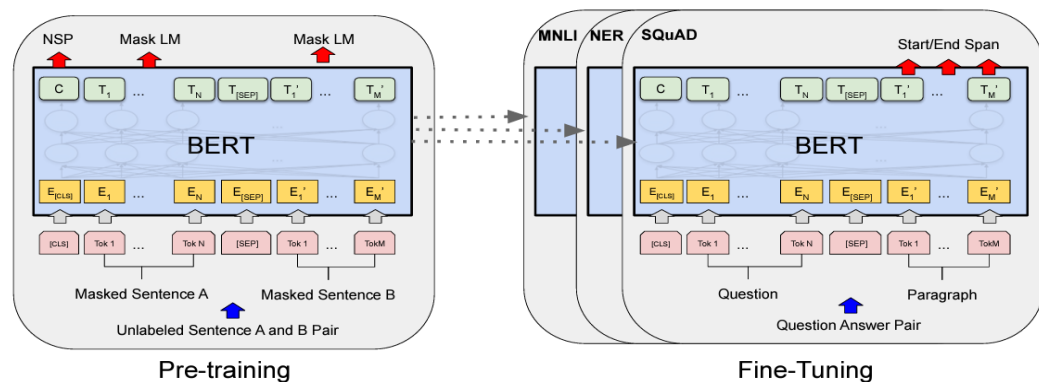 NSP Mask LM Mask LM
C T1 ... TN T[SEP] T1' ... TM'
BERT
E[CLS] E1 ... EN E[SEP] E1' ... EM'
[CLS] Tok 1 ... Tok N [SEP] Tok 1 ... TokM
Masked Sentence A Masked Sentence B
Unlabeled Sentence A and B Pair
Pre-training
MNLI NER SQuAD
Start/End Span
C T1 ... TN T[SEP] T1' ... TM'
BERT
E[CLS] E1 ... EN E[SEP] E1' ... EM'
[CLS] Tok 1 ... Tok N [SEP] Tok 1 ... TokM
Question Paragraph
Question Answer Pair
Fine-Tuning